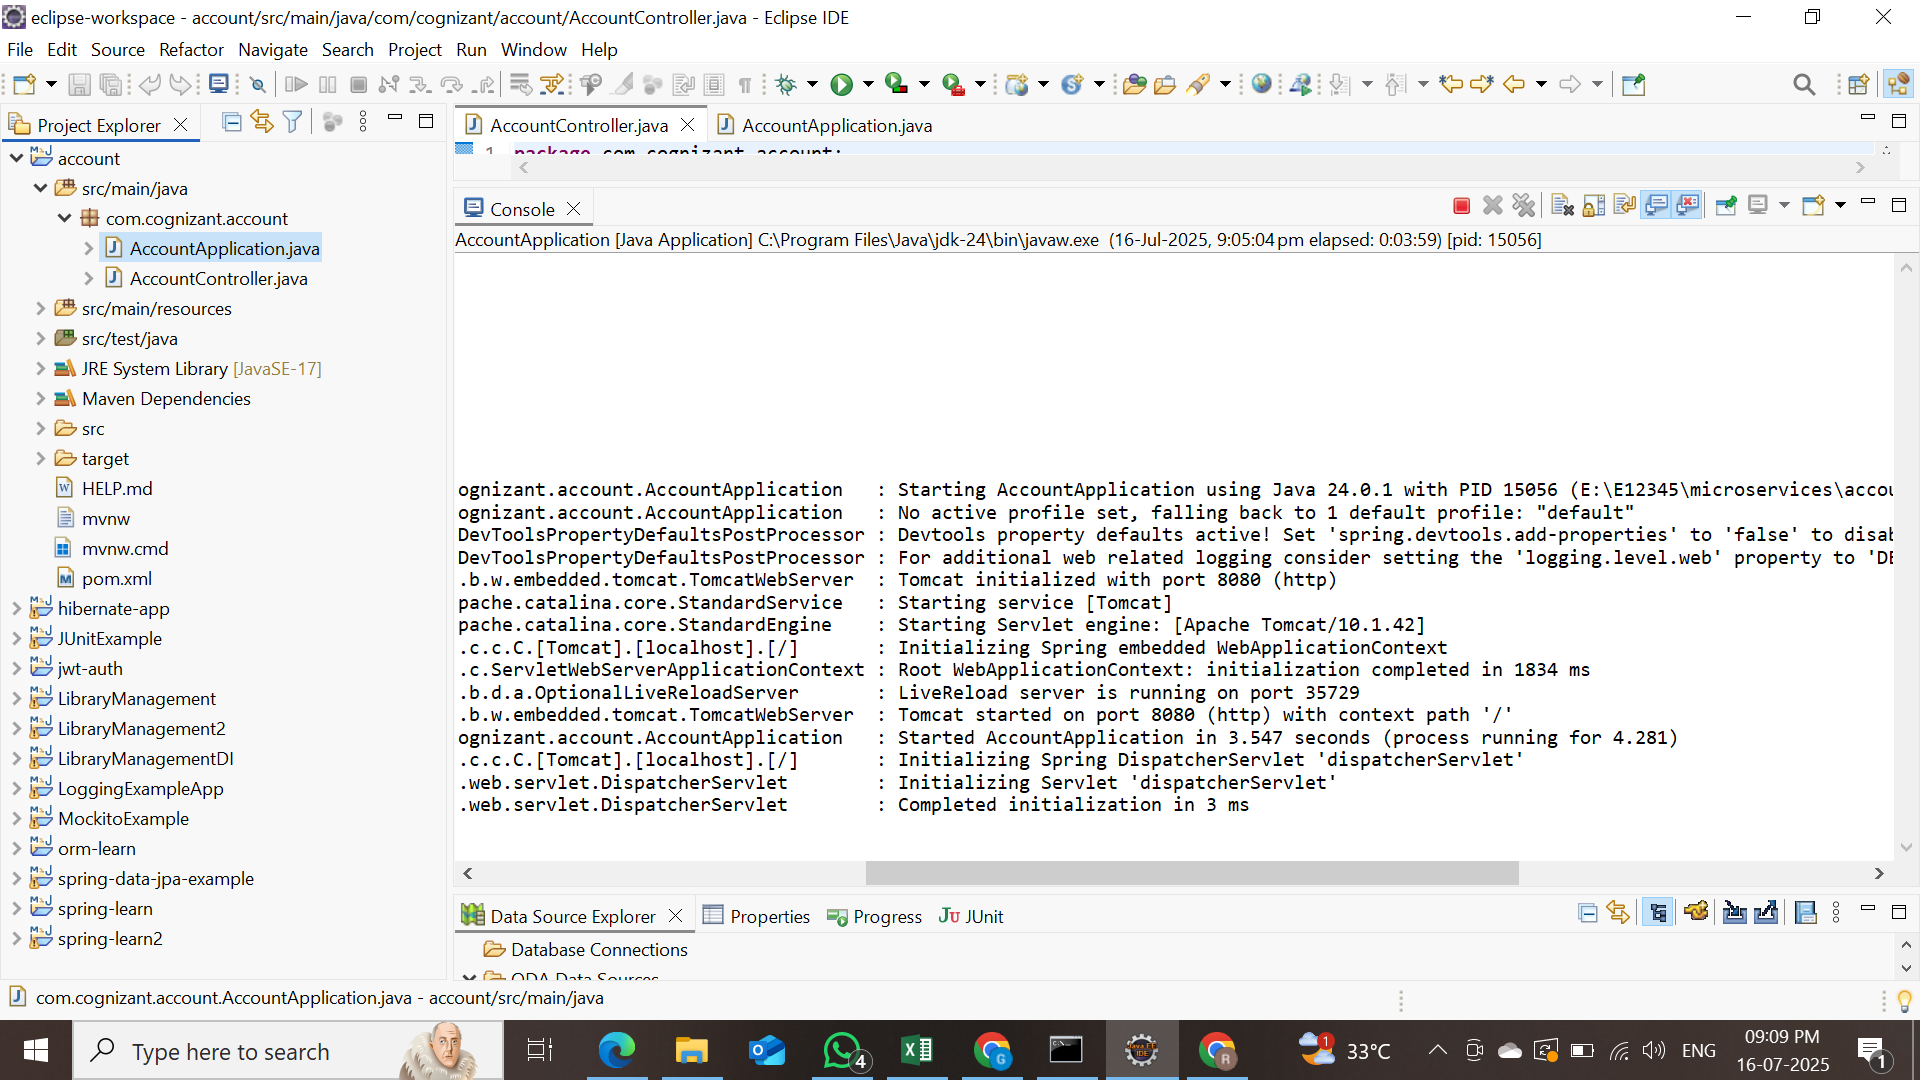 eclipse-workspace - account/src/main/java/com/cognizant/account/AccountController.java - Eclipse IDE
File Edit Source Refactor Navigate Search Project Run Window Help
Project Explorer
account
src/main/java
com.cognizant.account
AccountApplication.java
AccountController.java
src/main/resources
src/test/java
JRE System Library [JavaSE-17]
Maven Dependencies
src
target
HELP.md
mvnw
mvnw.cmd
pom.xml
hibernate-app
JUnitExample
jwt-auth
LibraryManagement
LibraryManagement2
LibraryManagementDI
LoggingExampleApp
MockitoExample
orm-learn
spring-data-jpa-example
spring-learn
spring-learn2
AccountController.java AccountApplication.java
1 package com.cognizant.account;
Console
AccountApplication [Java Application] C:\Program Files\Java\jdk-24\bin\javaw.exe (16-Jul-2025, 9:05:04 pm elapsed: 0:03:59) [pid: 15056]
ognizant.account.AccountApplication : Starting AccountApplication using Java 24.0.1 with PID 15056 (E:\E12345\microservices\accou
ognizant.account.AccountApplication : No active profile set, falling back to 1 default profile: "default"
DevToolsPropertyDefaultsPostProcessor : Devtools property defaults active! Set 'spring.devtools.add-properties' to 'false' to disab
DevToolsPropertyDefaultsPostProcessor : For additional web related logging consider setting the 'logging.level.web' property to 'DE
.b.w.embedded.tomcat.TomcatWebServer : Tomcat initialized with port 8080 (http)
pache.catalina.core.StandardService : Starting service [Tomcat]
pache.catalina.core.StandardEngine : Starting Servlet engine: [Apache Tomcat/10.1.42]
.c.c.C.[Tomcat].[localhost].[/] : Initializing Spring embedded WebApplicationContext
.c.ServletWebServerApplicationContext : Root WebApplicationContext: initialization completed in 1834 ms
.b.d.a.OptionalLiveReloadServer : LiveReload server is running on port 35729
.b.w.embedded.tomcat.TomcatWebServer : Tomcat started on port 8080 (http) with context path '/'
ognizant.account.AccountApplication : Started AccountApplication in 3.547 seconds (process running for 4.281)
.c.c.C.[Tomcat].[localhost].[/] : Initializing Spring DispatcherServlet 'dispatcherServlet'
.web.servlet.DispatcherServlet : Initializing Servlet 'dispatcherServlet'
.web.servlet.DispatcherServlet : Completed initialization in 3 ms
Data Source Explorer Properties Progress JUnit
Database Connections
ODA Data Sources
com.cognizant.account.AccountApplication.java - account/src/main/java
Type here to search
4
1 33°C
ENG
09:09 PM
16-07-2025
1